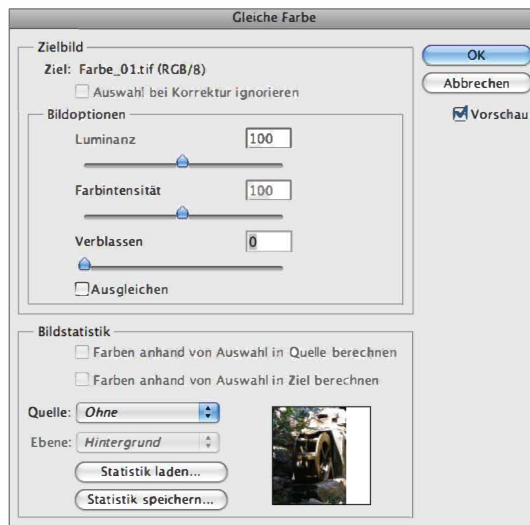 Gleiche Farbe
Zielbild
Ziel: Farbe_01.tif (RGB/8)
Auswahl bei Korrektur ignorieren
Bildoptionen
Luminanz 100
Farbintensität 100
Verblassen 0
Ausgleichen
OK
Abbrechen
Vorschau
Bildstatistik
Farben anhand von Auswahl in Quelle berechnen
Farben anhand von Auswahl in Ziel berechnen
Quelle: Ohne
Ebene: Hintergrund
Statistik laden...
Statistik speichern...